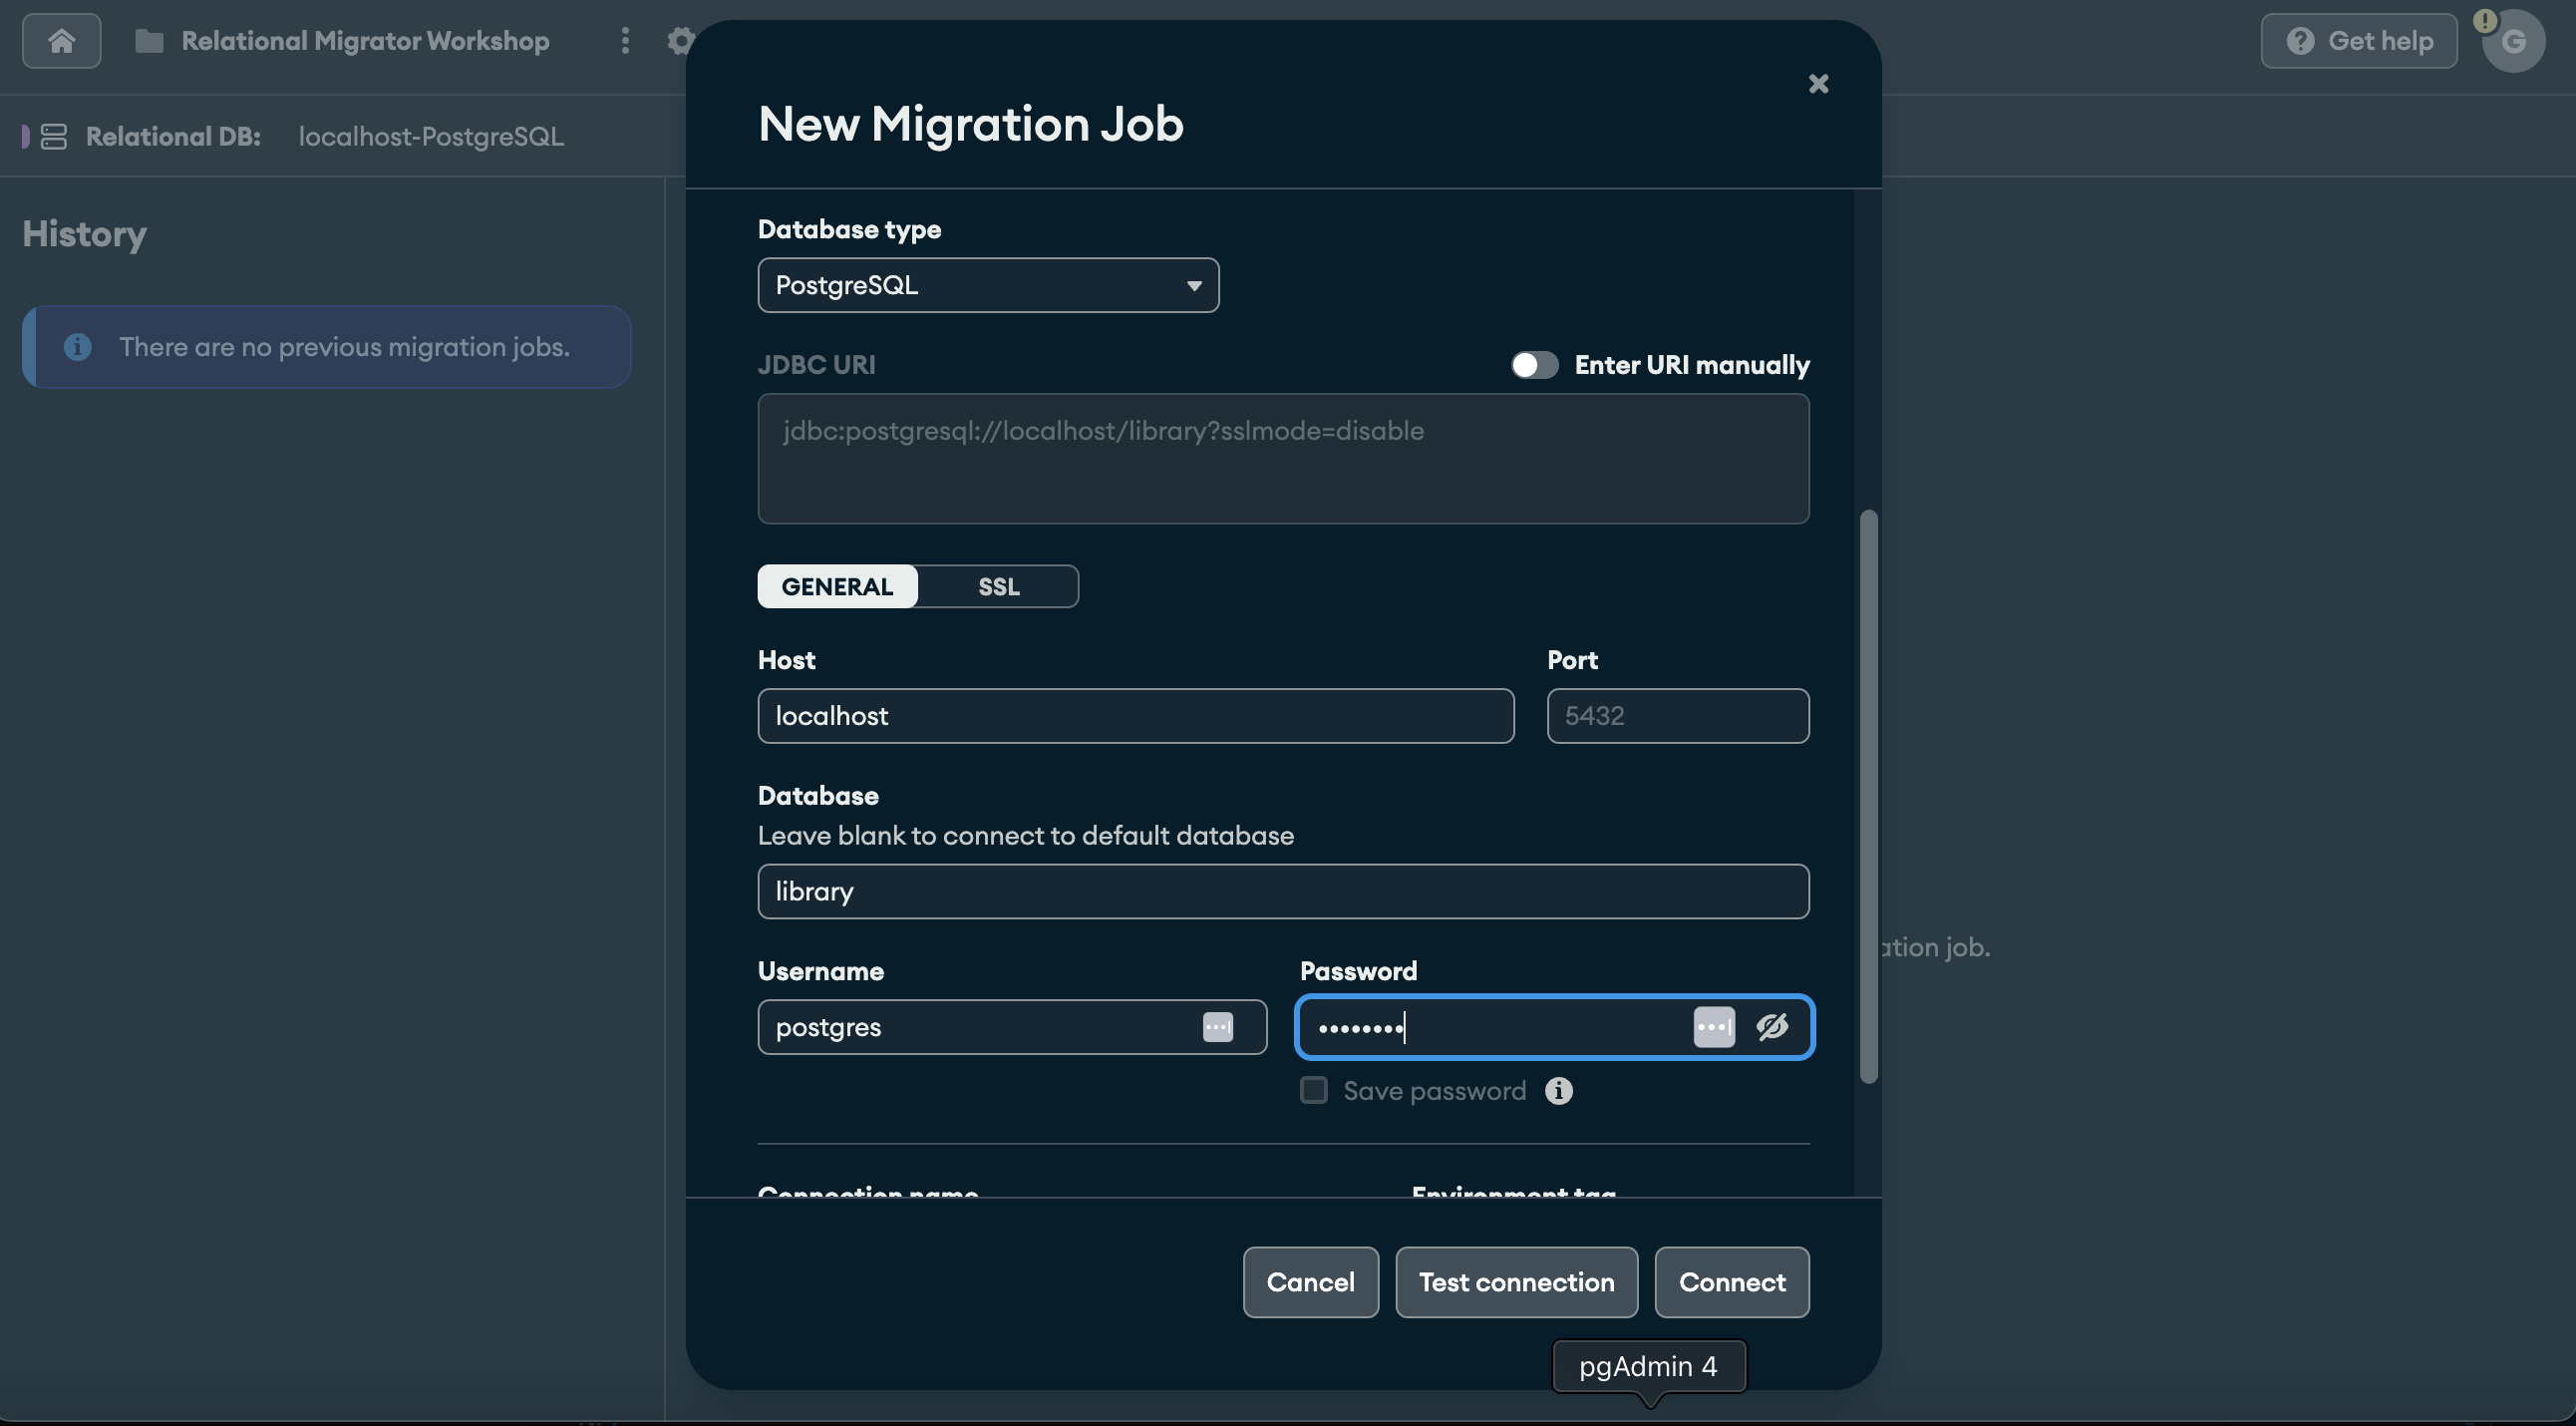 Relational Migrator Workshop
Get help
G
Relational DB: localhost-PostgreSQL
History
There are no previous migration jobs.
New Migration Job
Database type
PostgreSQL
JDBC URI
Enter URI manually
jdbc:postgresql://localhost/library?sslmode=disable
GENERAL
SSL
Host
Port
localhost
5432
Database
Leave blank to connect to default database
library
Username
Password
postgres
••••••••
Save password
Connection name
Environment tag
ation job.
Cancel
Test connection
Connect
pgAdmin 4